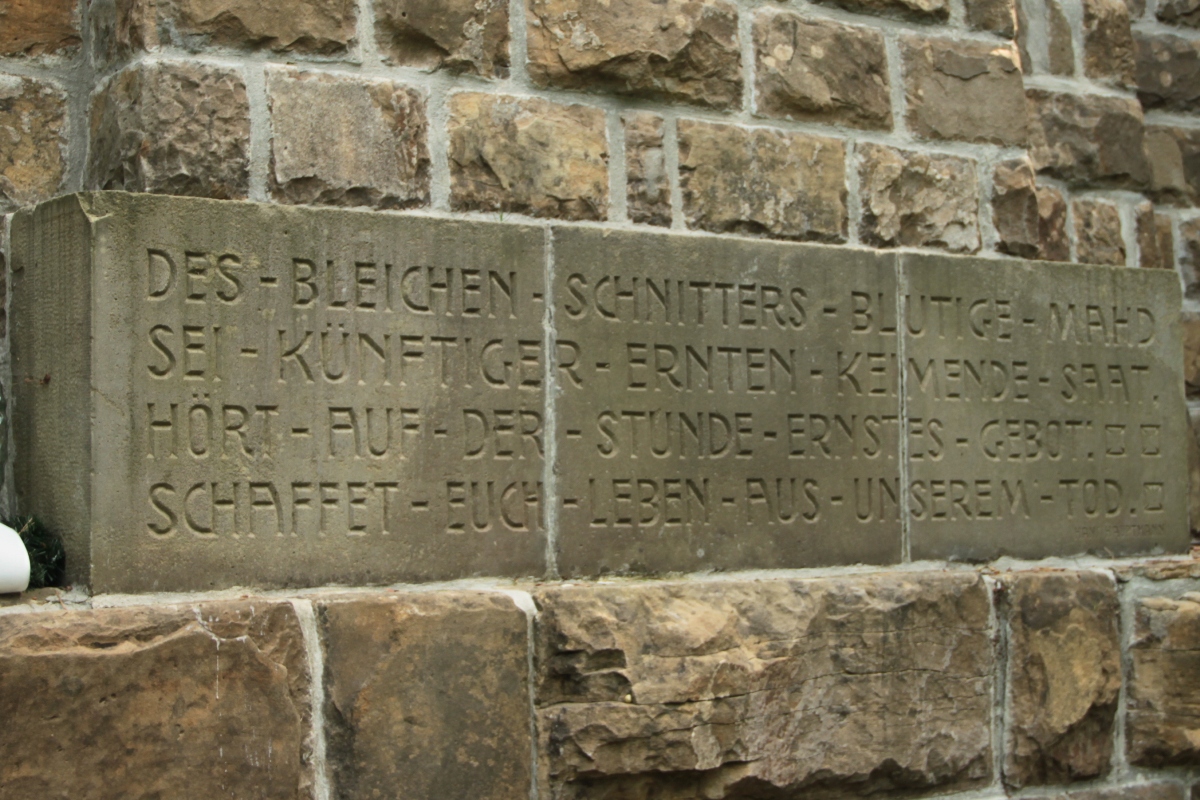 DES - BLEICHEN - SCHNITTERS - BLUTIGE - MAHD
SEI - KÜNFTIGER - ERNTEN - KEIMENDE - SAAT.
HÖRT - AUF - DER - STUNDE - ERNSTES - GEBOT: □ □
SCHAFFET - EUCH - LEBEN - AUS - UNSEREM - TOD. □